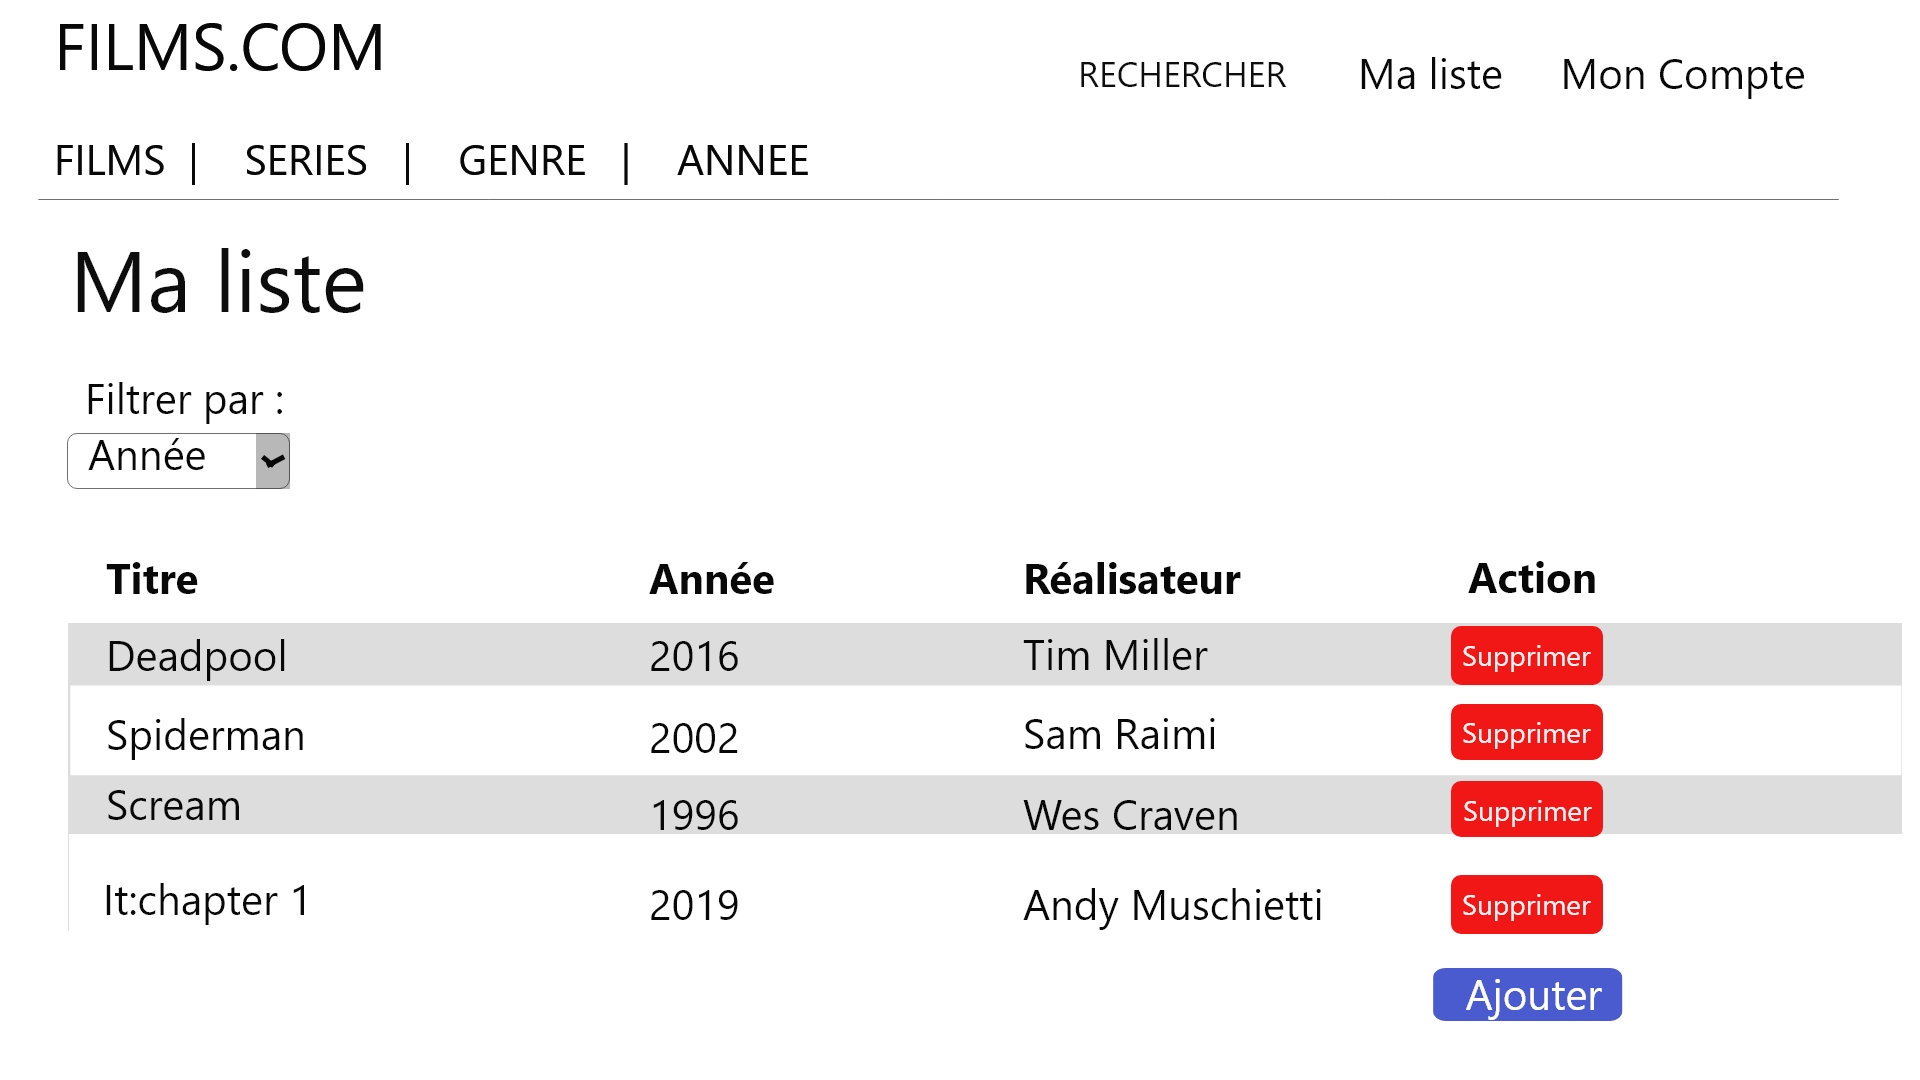 FILMS.COM
RECHERCHER Ma liste Mon Compte
FILMS | SERIES | GENRE | ANNEE
Ma liste
Filtrer par :
Année
Titre Année Réalisateur Action
Deadpool 2016 Tim Miller Supprimer
Spiderman 2002 Sam Raimi Supprimer
Scream 1996 Wes Craven Supprimer
It:chapter 1 2019 Andy Muschietti Supprimer
Ajouter